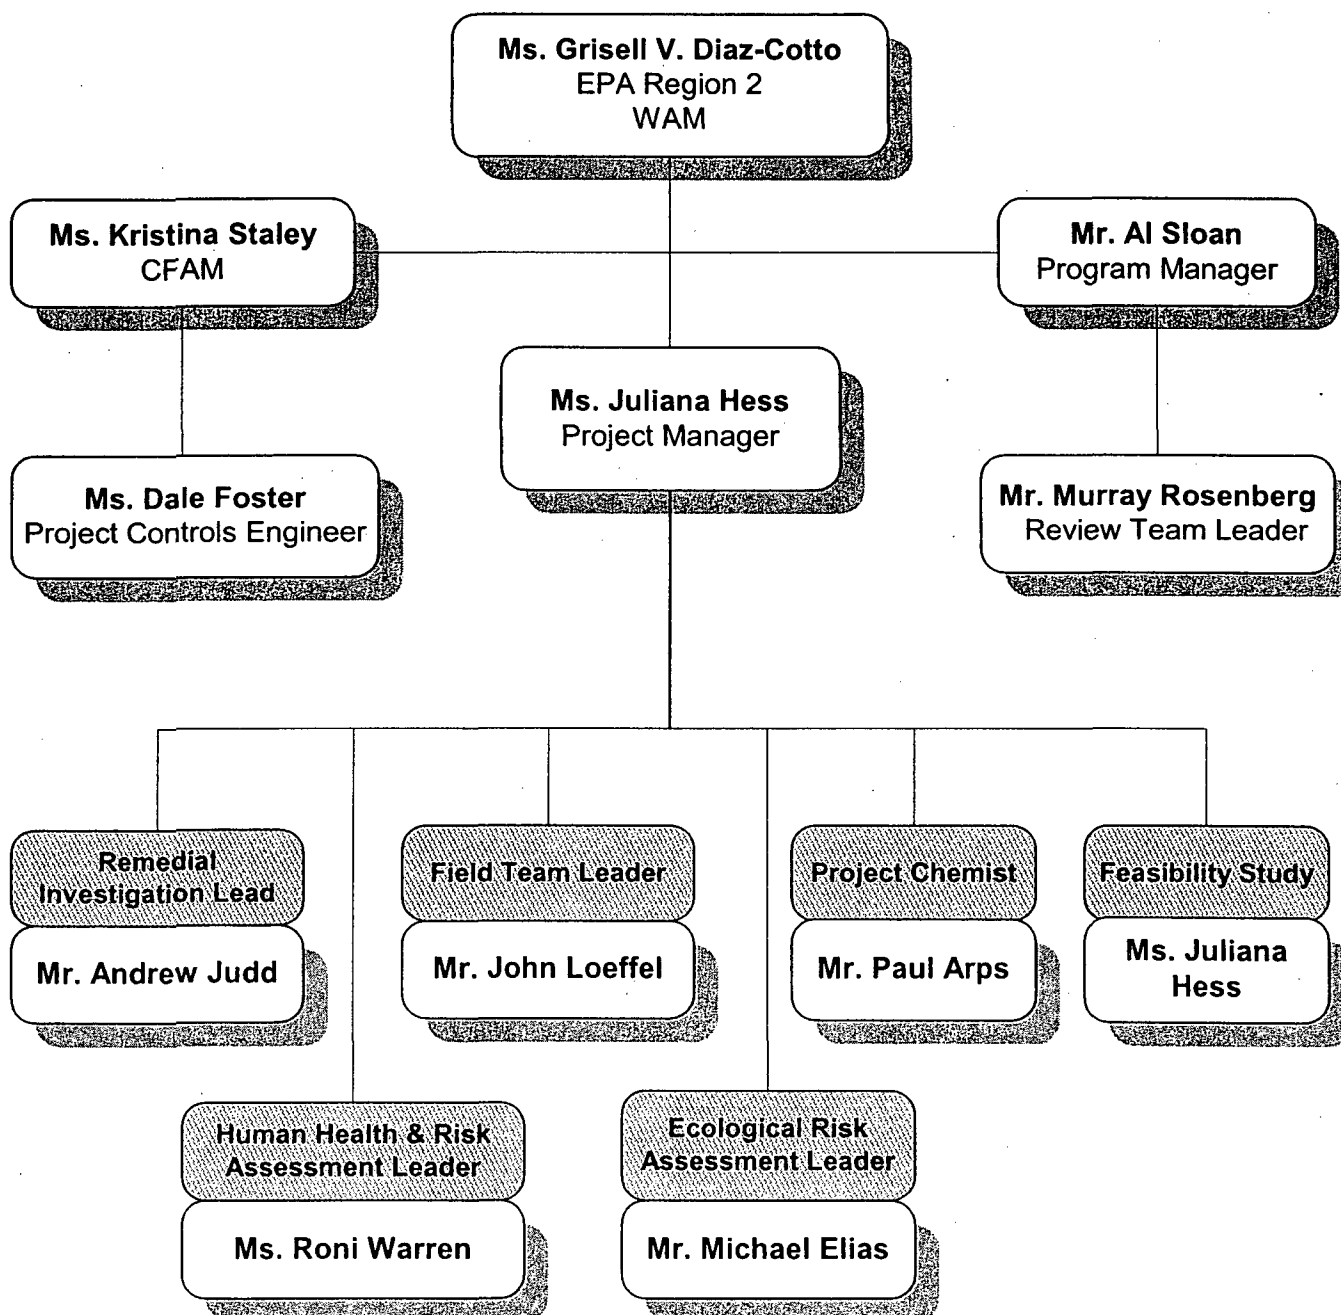 Ms. Grisell V. Diaz-Cotto
EPA Region 2
WAM
Ms. Kristina Staley
CFAM
Mr. Al Sloan
Program Manager
Ms. Juliana Hess
Project Manager
Ms. Dale Foster
Project Controls Engineer
Mr. Murray Rosenberg
Review Team Leader
Remedial
Investigation Lead
Mr. Andrew Judd
Field Team Leader
Mr. John Loeffel
Project Chemist
Mr. Paul Arps
Feasibility Study
Ms. Juliana
Hess
Human Health & Risk
Assessment Leader
Ms. Roni Warren
Ecological Risk
Assessment Leader
Mr. Michael Elias